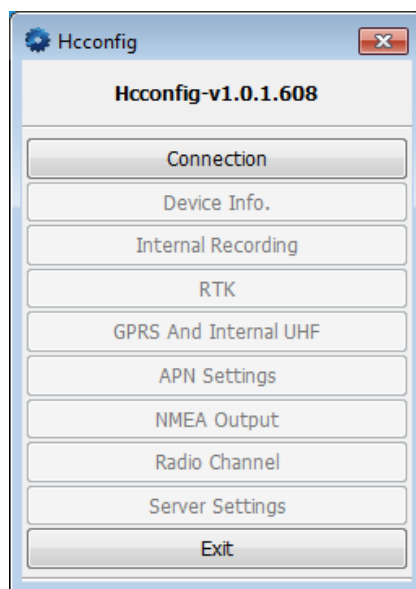 Hcconfig
Hcconfig-v1.0.1.608
Connection
Device Info.
Internal Recording
RTK
GPRS And Internal UHF
APN Settings
NMEA Output
Radio Channel
Server Settings
Exit